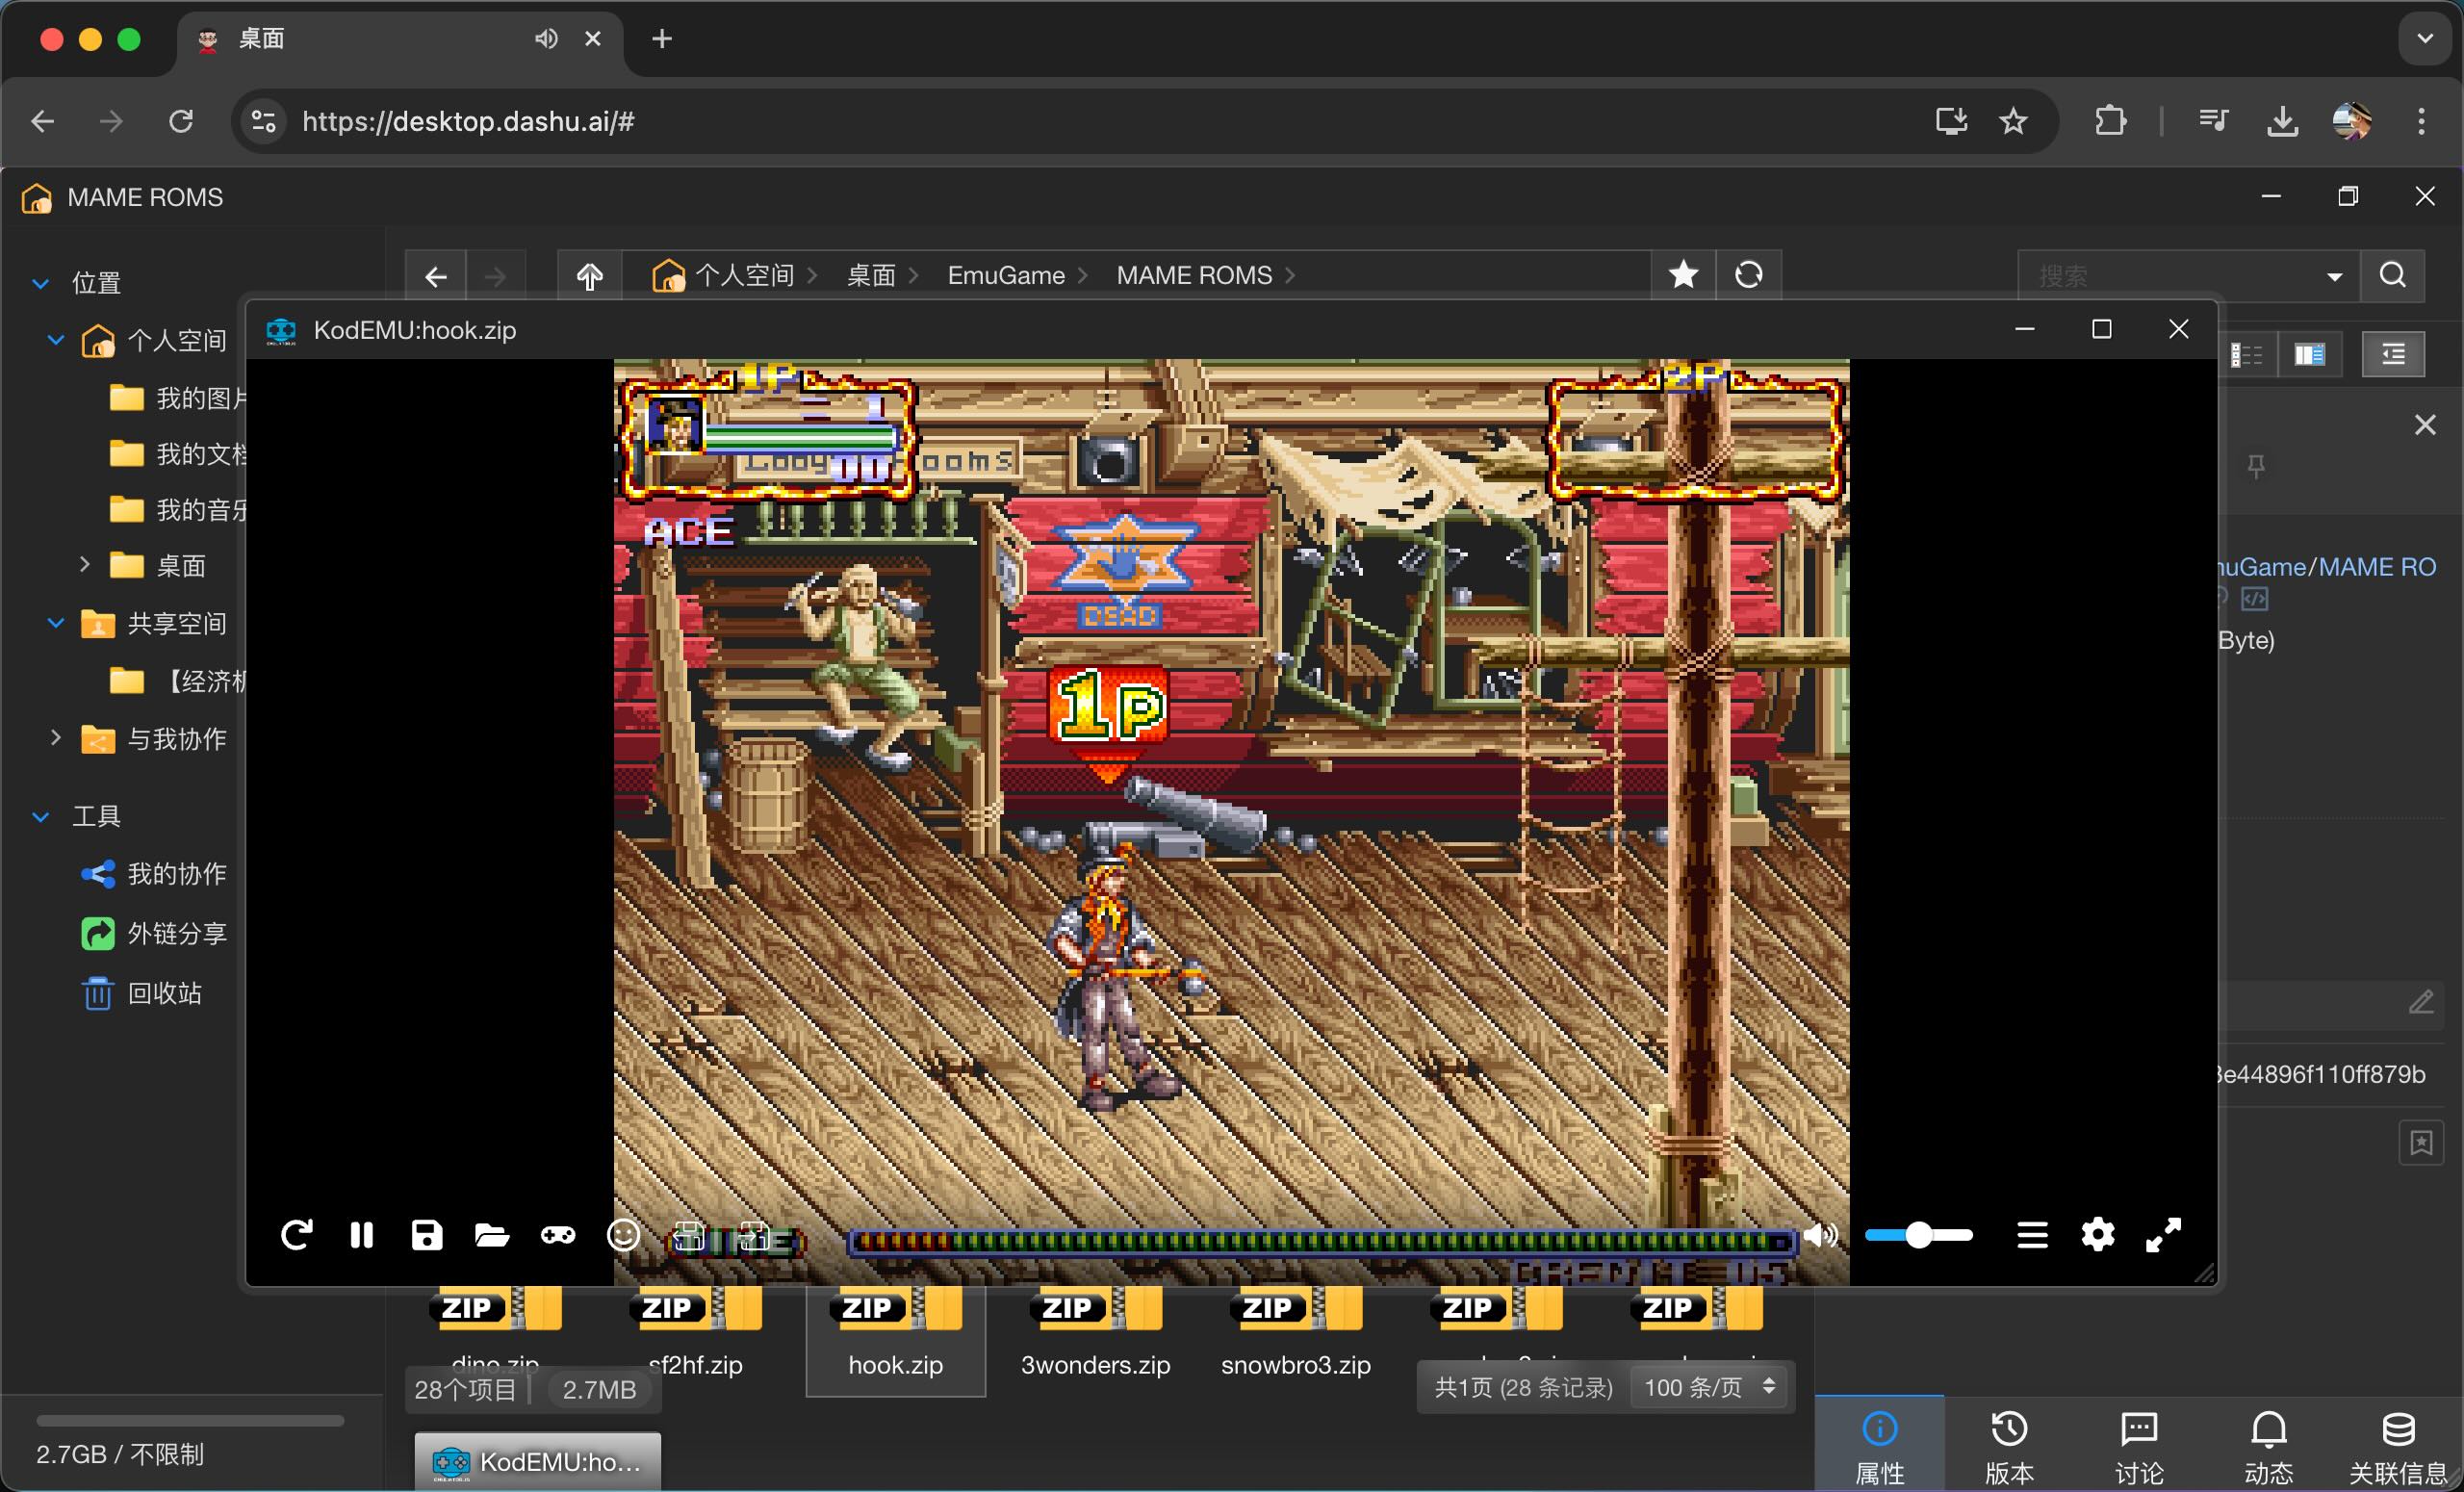 桌面
https://desktop.dashu.ai/#
MAME ROMS
位置
个人空间
桌面
EmuGame
MAME ROMS
搜索
个人空间
我的图片
我的文档
我的音乐
桌面
共享空间
与我协作
工具
我的协作
外链分享
回收站
KodEMU:hook.zip
1P
2P
00
ooms
ACE
DEAD
1P
CREDIT 05
nuGame/MAME RO
Byte)
3e44896f110ff879b
ZIP
ZIP
ZIP
ZIP
ZIP
ZIP
ZIP
dino.zip
sf2hf.zip
hook.zip
3wonders.zip
snowbro3.zip
28个项目
2.7MB
共1页 (28 条记录)
100 条/页
2.7GB / 不限制
KodEMU:ho...
属性
版本
讨论
动态
关联信息